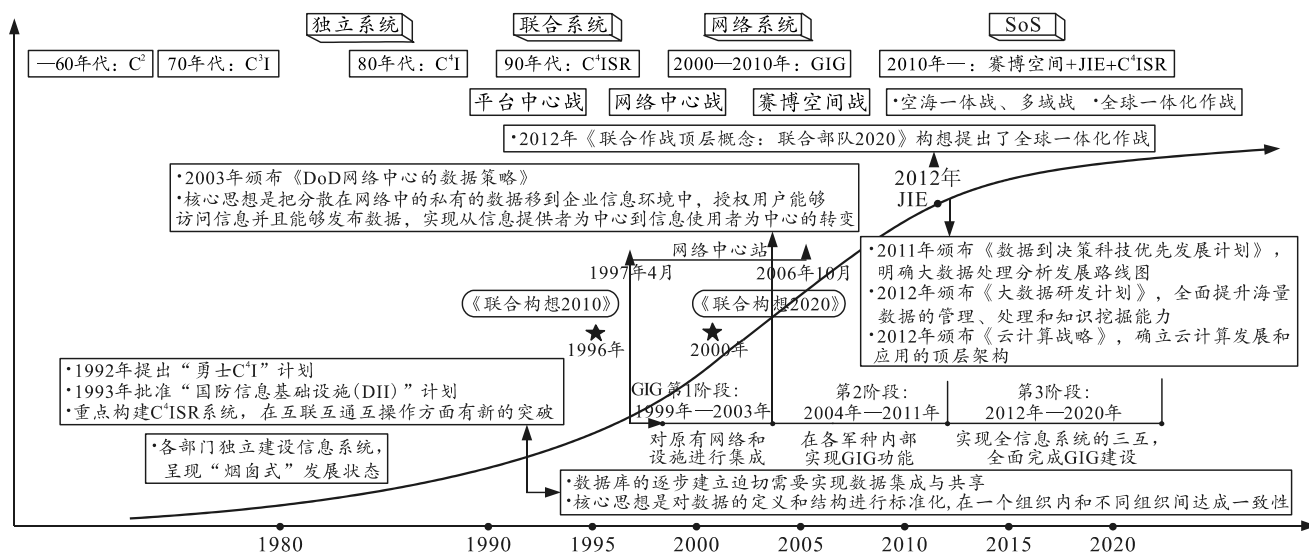 独立系统
联合系统
网络系统
SoS
—60年代：C²
70年代：C³I
80年代：C⁴I
90年代：C⁴ISR
2000—2010年：GIG
2010年—：赛博空间+JIE+C⁴ISR
平台中心战
网络中心战
赛博空间战
·空海一体战、多域战 ·全球一体化作战
·2012年《联合作战顶层概念：联合部队2020》构想提出了全球一体化作战
·2003年颁布《DoD网络中心的数据策略》
·核心思想是把分散在网络中的私有的数据移到企业信息环境中，授权用户能够
访问信息并且能够发布数据，实现从信息提供者为中心到信息使用者为中心的转变
2012年
JIE
网络中心站
1997年4月
2006年10月
·2011年颁布《数据到决策科技优先发展计划》，
明确大数据处理分析发展路线图
·2012年颁布《大数据研发计划》，全面提升海量
数据的管理、处理和知识挖掘能力
·2012年颁布《云计算战略》，确立云计算发展和
应用的顶层架构
《联合构想2010》
《联合构想2020》
1996年
2000年
·1992年提出“勇士C⁴I”计划
·1993年批准“国防信息基础设施(DII)”计划
·重点构建C⁴ISR系统，在互联互通互操作方面有新的突破
GIG 第1阶段：
1999年—2003年
第2阶段：
2004年—2011年
第3阶段：
2012年—2020年
对原有网络和
设施进行集成
在各军种内部
实现GIG功能
实现全信息系统的三互，
全面完成GIG建设
·各部门独立建设信息系统，
呈现“烟囱式”发展状态
·数据库的逐步建立迫切需要实现数据集成与共享
·核心思想是对数据的定义和结构进行标准化,在一个组织内和不同组织间达成一致性
1980
1990
1995
2000
2005
2010
2015
2020